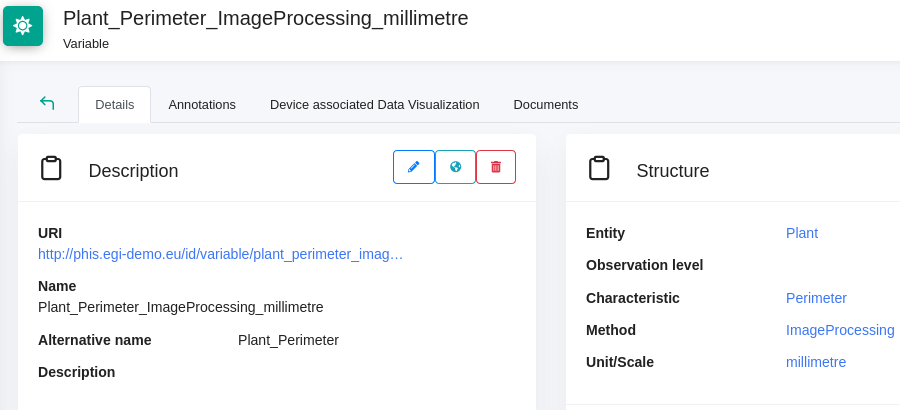 Plant_Perimeter_ImageProcessing_millimetre
Variable
Details Annotations Device associated Data Visualization Documents
Description
URI
http://phis.egi-demo.eu/id/variable/plant_perimeter_imag…
Name
Plant_Perimeter_ImageProcessing_millimetre
Alternative name Plant_Perimeter
Description
Structure
Entity Plant
Observation level
Characteristic Perimeter
Method ImageProcessing
Unit/Scale millimetre